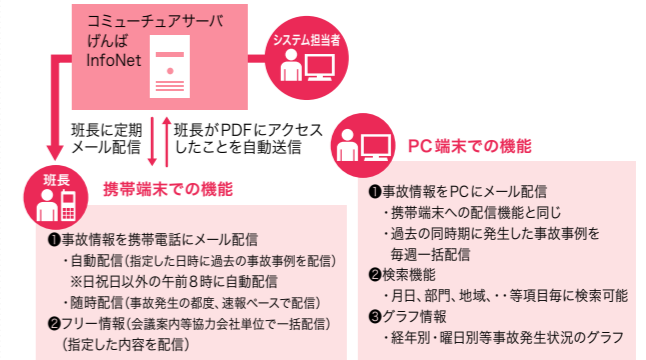 コミューチュアサーバ
げんば
InfoNet
システム担当者
班長に定期
メール配信
班長がPDFにアクセス
したことを自動送信
班長
携帯端末での機能
❶事故情報を携帯電話にメール配信
・自動配信(指定した日時に過去の事故事例を配信)
※日祝日以外の午前8時に自動配信
・随時配信(事故発生の都度、速報ベースで配信)
❷フリー情報(会議案内等協力会社単位で一括配信)
(指定した内容を配信)
PC端末での機能
❶事故情報をPCにメール配信
・携帯端末への配信機能と同じ
・過去の同時期に発生した事故事例を
毎週一括配信
❷検索機能
・月日、部門、地域、・・等項目毎に検索可能
❸グラフ情報
・経年別・曜日別等事故発生状況のグラフ